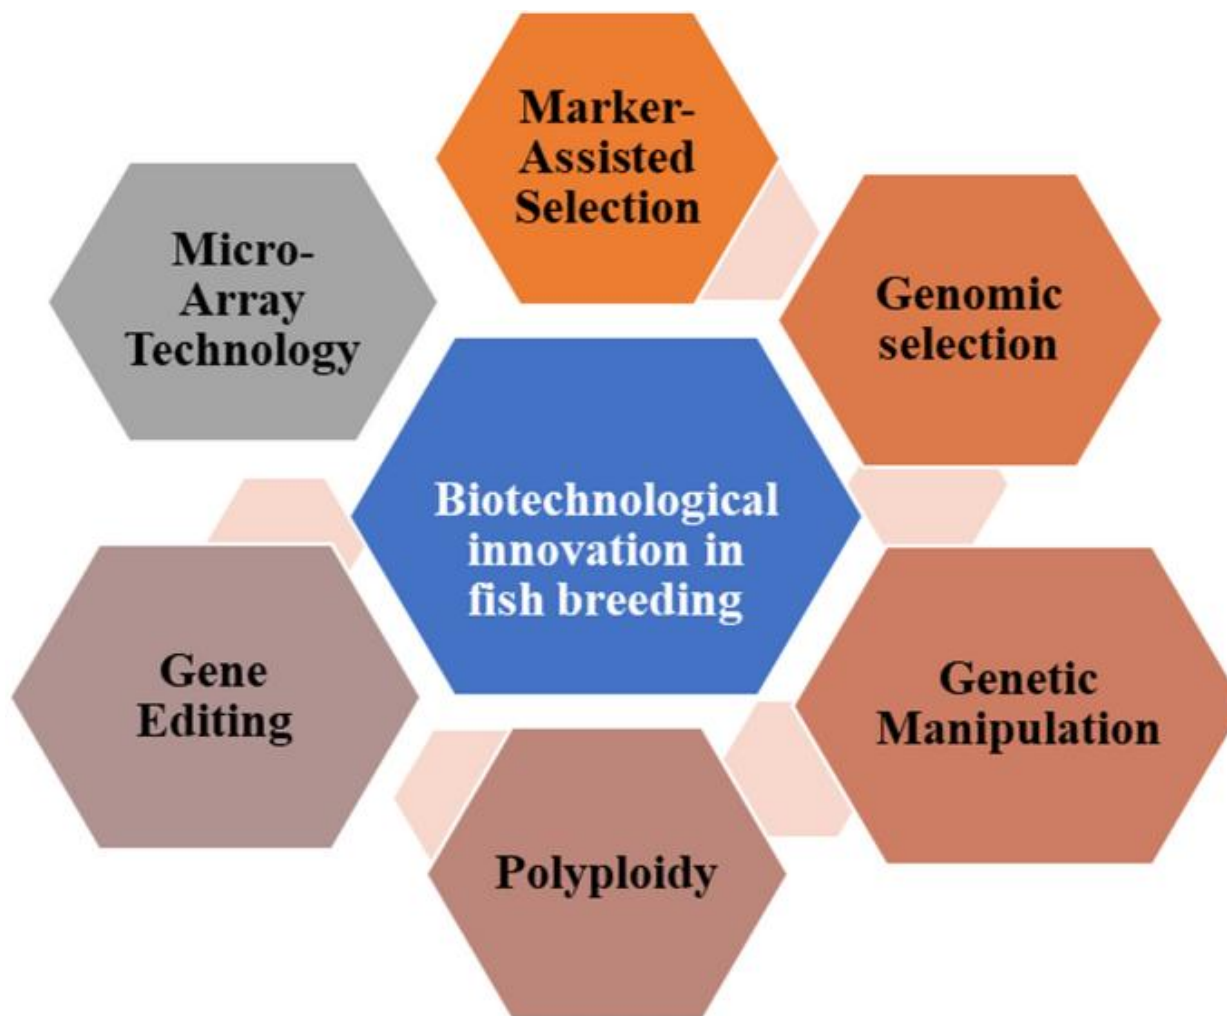 Marker-
Assisted
Selection
Micro-
Array
Technology
Genomic
selection
Biotechnological
innovation in
fish breeding
Gene
Editing
Genetic
Manipulation
Polyploidy